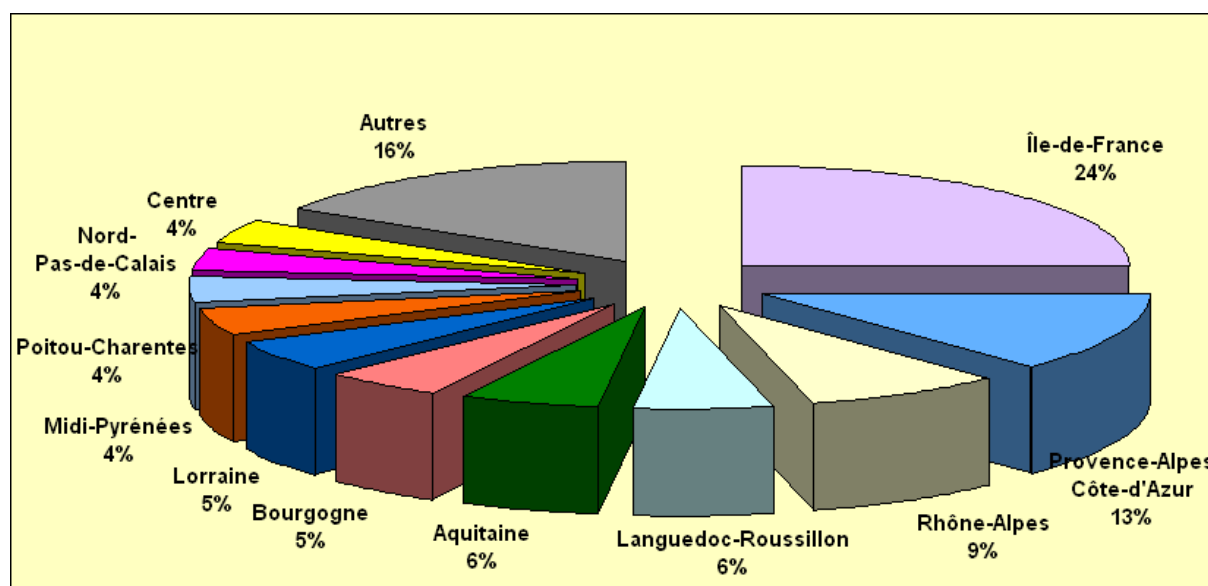 Autres
16%
Île-de-France
24%
Centre
4%
Nord-
Pas-de-Calais
4%
Poitou-Charentes
4%
Midi-Pyrénées
4%
Lorraine
5%
Bourgogne
5%
Aquitaine
6%
Languedoc-Roussillon
6%
Rhône-Alpes
9%
Provence-Alpes
Côte-d'Azur
13%